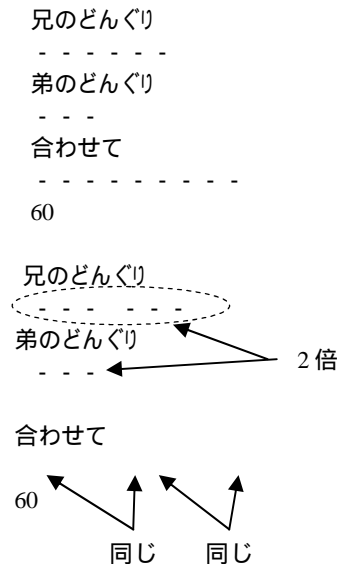 兄のどんぐり
- - - - - -
弟のどんぐり
- - -
合わせて
- - - - - - - - -
60
兄のどんぐり
- - - - - -
弟のどんぐり
- - -
2倍
合わせて
60
同じ 同じ